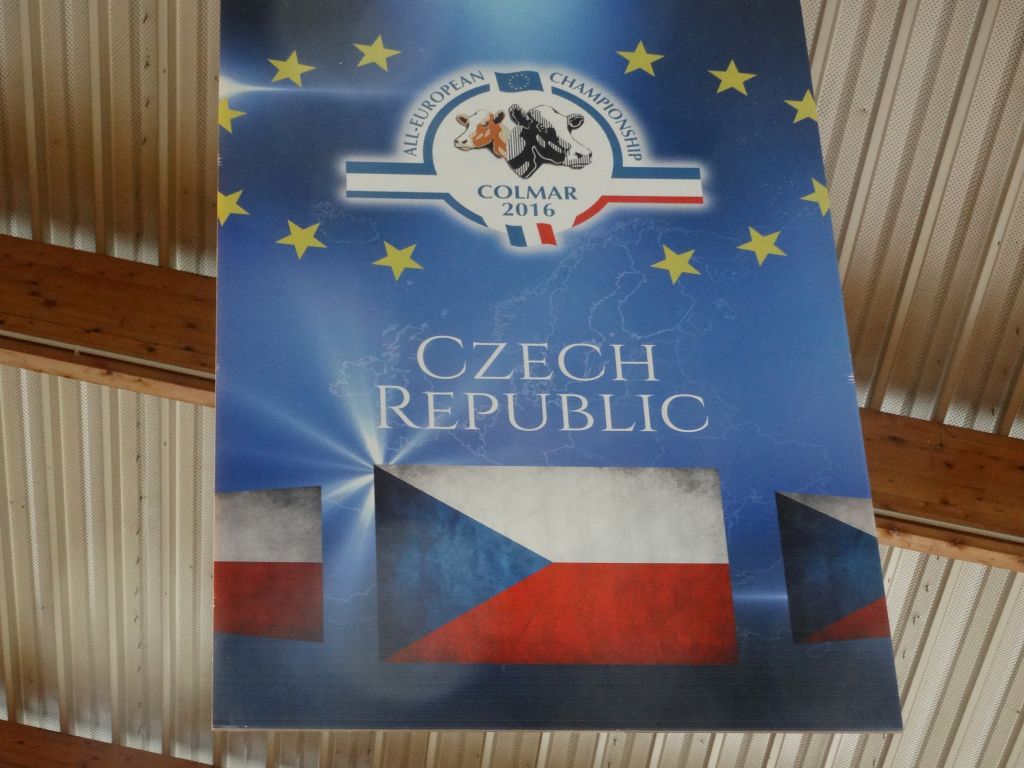 ALL-EUROPEAN CHAMPIONSHIP
COLMAR
2016
CZECH
REPUBLIC